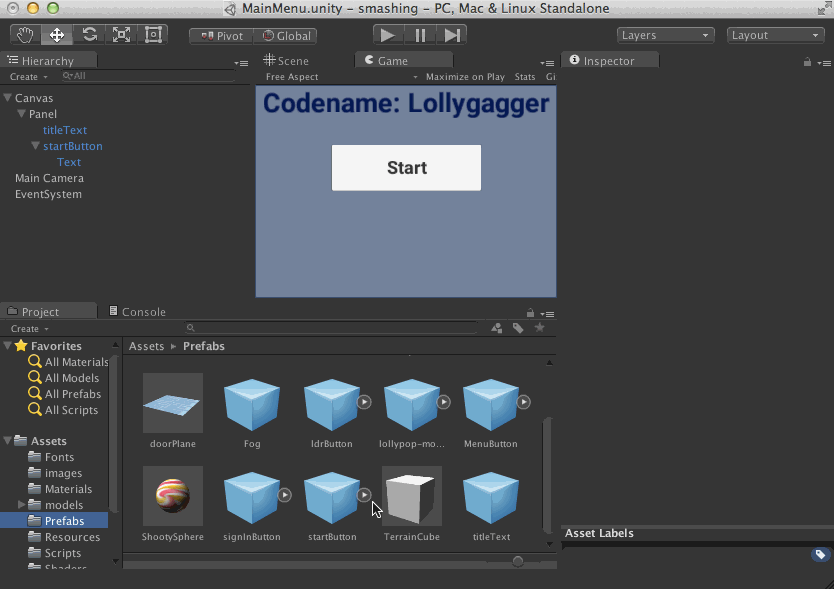 MainMenu.unity – smashing – PC, Mac & Linux Standalone
Pivot Global Layers Layout
Hierarchy Scene Game Inspector
Create All Free Aspect Maximize on Play Stats Gi
Canvas
Panel
titleText
startButton
Text
Main Camera
EventSystem
Codename: Lollygagger
Start
Project Console
Create
Favorites
All Materials
All Models
All Prefabs
All Scripts
Assets
Fonts
images
Materials
models
Prefabs
Resources
Scripts
Shaders
Assets ▸ Prefabs
doorPlane Fog ldrButton lollypop-mo... MenuButton
ShootySphere signInButton startButton TerrainCube titleText
Asset Labels